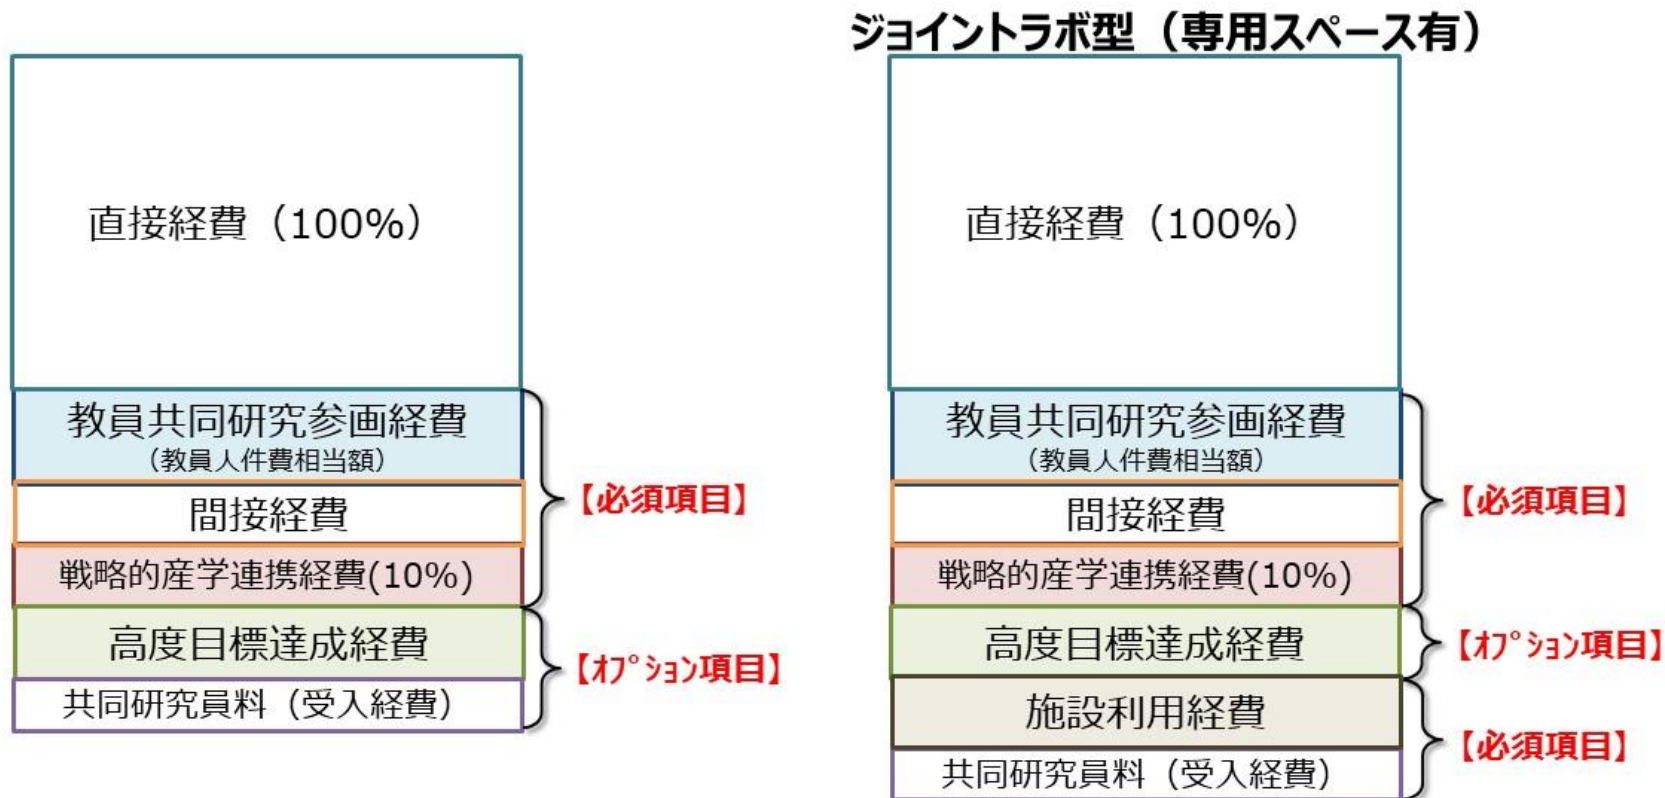 直接経費（100%）
教員共同研究参画経費
（教員人件費相当額）
間接経費
戦略的産学連携経費(10%)
【必須項目】
高度目標達成経費
共同研究員料（受入経費）
【ｵﾌﾟｼｮﾝ項目】
ジョイントラボ型（専用スペース有）
直接経費（100%）
教員共同研究参画経費
（教員人件費相当額）
間接経費
戦略的産学連携経費(10%)
【必須項目】
高度目標達成経費
【ｵﾌﾟｼｮﾝ項目】
施設利用経費
共同研究員料（受入経費）
【必須項目】